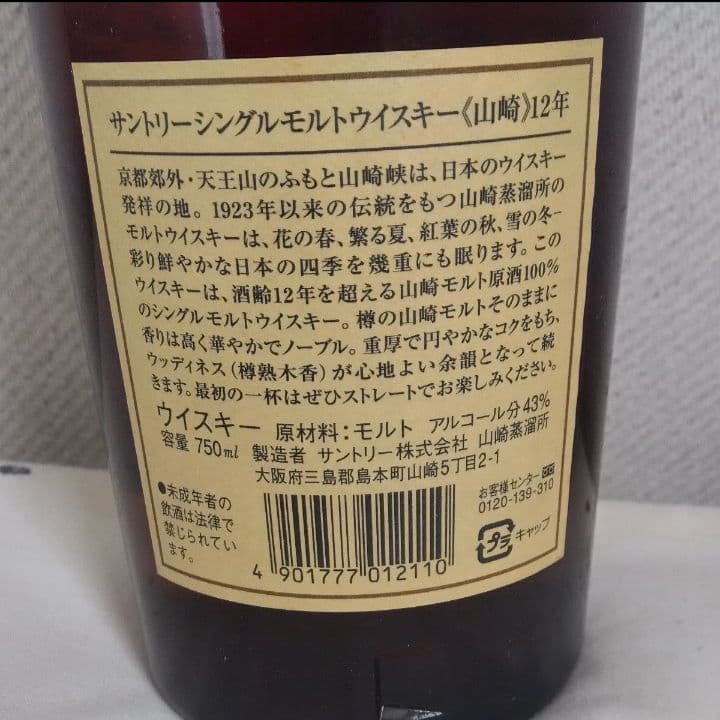 サントリーシングルモルトウイスキー《山崎》12年
京都郊外・天王山のふもと山崎峡は、日本のウイスキー
発祥の地。1923年以来の伝統をもつ山崎蒸溜所の
モルトウイスキーは、花の春、繁る夏、紅葉の秋、雪の冬−
彩り鮮やかな日本の四季を幾重にも眠ります。この
ウイスキーは、酒齢12年を超える山崎モルト原酒100%
のシングルモルトウイスキー。樽の山崎モルトそのままに
香りは高く華やかでノーブル。重厚で円やかなコクをもち、
ウッディネス(樽熟木香)が心地よい余韻となって続
きます。最初の一杯はぜひストレートでお楽しみください。
ウイスキー 原材料:モルト アルコール分43%
容量 750ml 製造者 サントリー株式会社 山崎蒸溜所
大阪府三島郡島本町山崎5丁目2-1
●未成年者の
飲酒は法律で
禁じられてい
ます。
4 901777 012110
お客様センター
0120-139-310
プラ キャップ